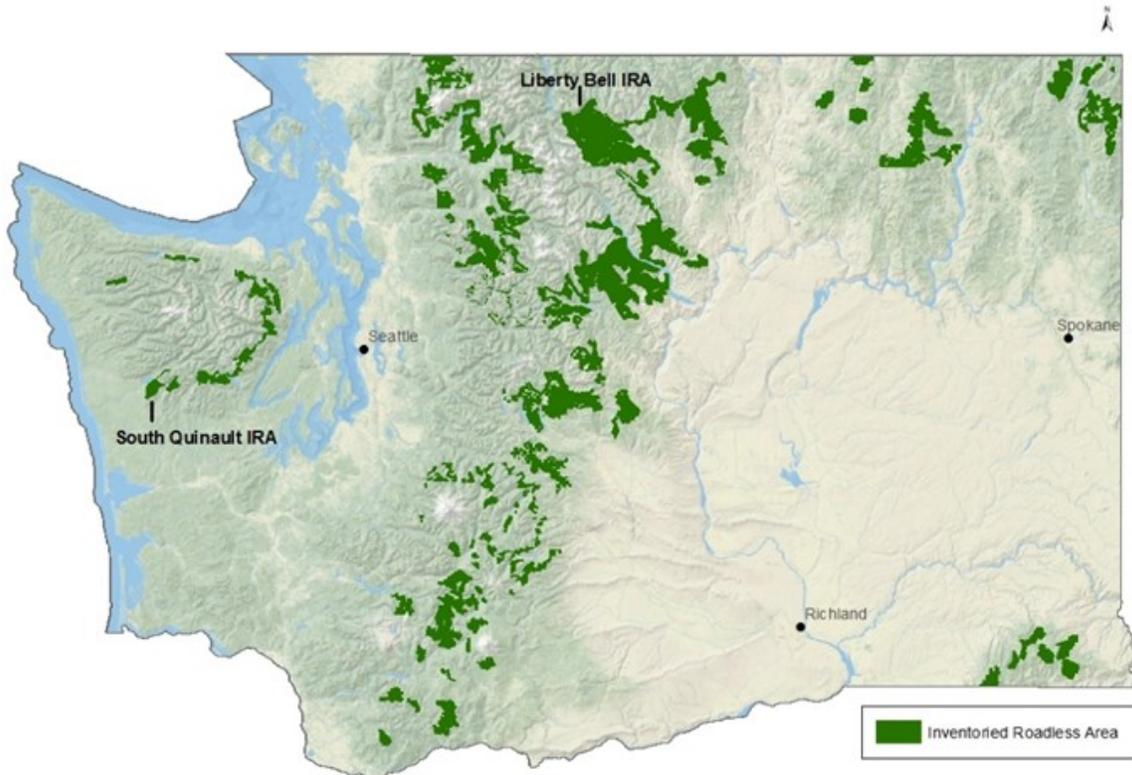 N
Liberty Bell IRA
Seattle
Spokane
South Quinault IRA
Richland
Inventoried Roadless Area